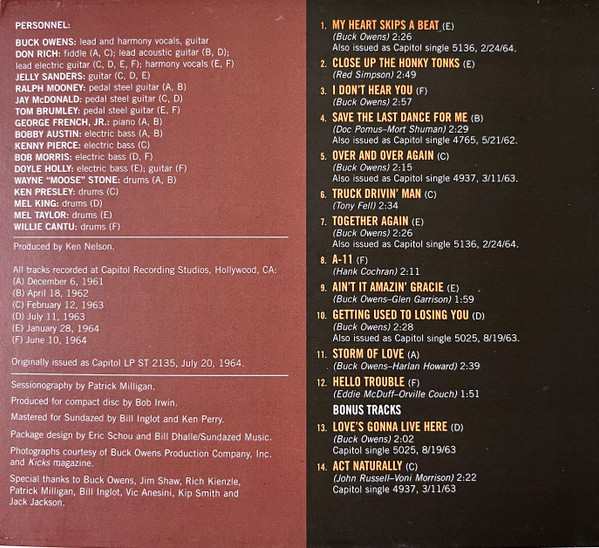 PERSONNEL:
BUCK OWENS: lead and harmony vocals, guitar
DON RICH: fiddle (A, C); lead acoustic guitar (B, D);
lead electric guitar (C, D, E, F); harmony vocals (E, F)
JELLY SANDERS: guitar (C, D, E)
RALPH MOONEY: pedal steel guitar (A, B)
JAY McDONALD: pedal steel guitar (C, D)
TOM BRUMLEY: pedal steel guitar (E, F)
GEORGE FRENCH, JR.: piano (A, B)
BOBBY AUSTIN: electric bass (A, B)
KENNY PIERCE: electric bass (C)
BOB MORRIS: electric bass (D, F)
DOYLE HOLLY: electric bass (E); guitar (F)
WAYNE “MOOSE” STONE: drums (A, B)
KEN PRESLEY: drums (C)
MEL KING: drums (D)
MEL TAYLOR: drums (E)
WILLIE CANTU: drums (F)
Produced by Ken Nelson.
All tracks recorded at Capitol Recording Studios, Hollywood, CA:
(A) December 6, 1961
(B) April 18, 1962
(C) February 12, 1963
(D) July 11, 1963
(E) January 28, 1964
(F) June 10, 1964
Originally issued as Capitol LP ST 2135, July 20, 1964.
Sessionography by Patrick Milligan.
Produced for compact disc by Bob Irwin.
Mastered for Sundazed by Bill Inglot and Ken Perry.
Package design by Eric Schou and Bill Dhalle/Sundazed Music.
Photographs courtesy of Buck Owens Production Company, Inc.
and Kicks magazine.
Special thanks to Buck Owens, Jim Shaw, Rich Kienzle,
Patrick Milligan, Bill Inglot, Vic Anesini, Kip Smith and
Jack Jackson.
1. MY HEART SKIPS A BEAT (E)
(Buck Owens) 2:26
Also issued as Capitol single 5136, 2/24/64.
2. CLOSE UP THE HONKY TONKS (E)
(Red Simpson) 2:49
3. I DON'T HEAR YOU (F)
(Buck Owens) 2:57
4. SAVE THE LAST DANCE FOR ME (B)
(Doc Pomus–Mort Shuman) 2:29
Also issued as Capitol single 4765, 5/21/62.
5. OVER AND OVER AGAIN (C)
(Buck Owens) 2:15
Also issued as Capitol single 4937, 3/11/63.
6. TRUCK DRIVIN' MAN (C)
(Tony Fell) 2:34
7. TOGETHER AGAIN (E)
(Buck Owens) 2:26
Also issued as Capitol single 5136, 2/24/64.
8. A-11 (F)
(Hank Cochran) 2:11
9. AIN'T IT AMAZIN' GRACIE (E)
(Buck Owens–Glen Garrison) 1:59
10. GETTING USED TO LOSING YOU (D)
(Buck Owens) 2:28
Also issued as Capitol single 5025, 8/19/63.
11. STORM OF LOVE (A)
(Buck Owens–Harlan Howard) 2:39
12. HELLO TROUBLE (F)
(Eddie McDuff–Orville Couch) 1:51
BONUS TRACKS
13. LOVE'S GONNA LIVE HERE (D)
(Buck Owens) 2:02
Capitol single 5025, 8/19/63
14. ACT NATURALLY (C)
(John Russell–Voni Morrison) 2:22
Capitol single 4937, 3/11/63